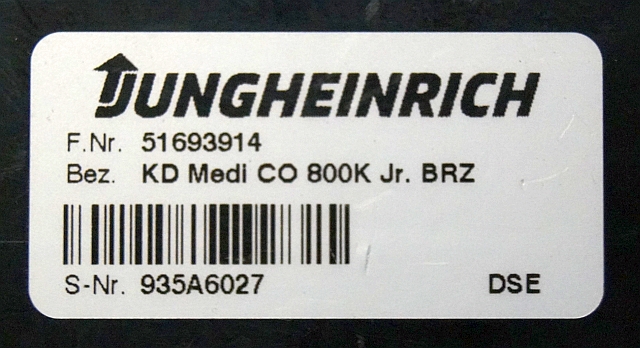 JUNGHEINRICH
F.Nr. 51693914
Bez. KD Medi CO 800K Jr. BRZ
S-Nr. 935A6027 DSE